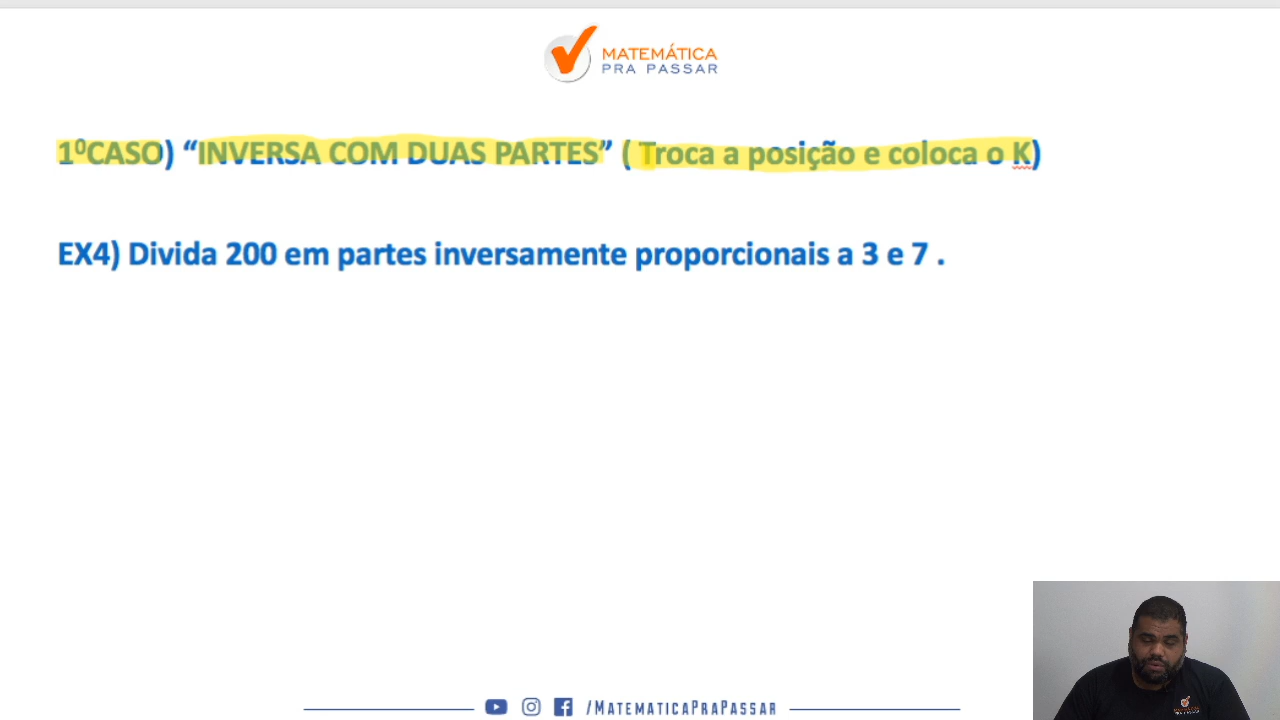 MATEMÁTICA
PRA PASSAR
1⁰CASO) “INVERSA COM DUAS PARTES” ( Troca a posição e coloca o K)
EX4) Divida 200 em partes inversamente proporcionais a 3 e 7 .
/MATEMATICAPRAPASSAR